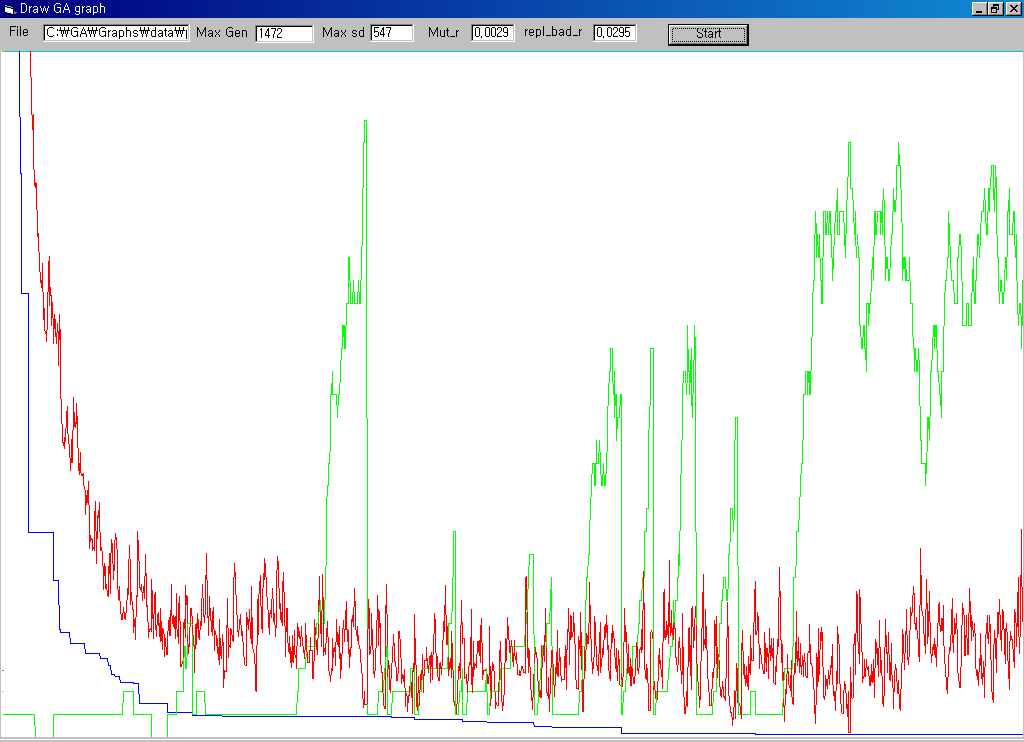 Draw GA graph
File C:₩GA₩Graphs₩data₩ Max Gen 1472 Max sd 547 Mut_r 0,0029 repl_bad_r 0,0295 Start